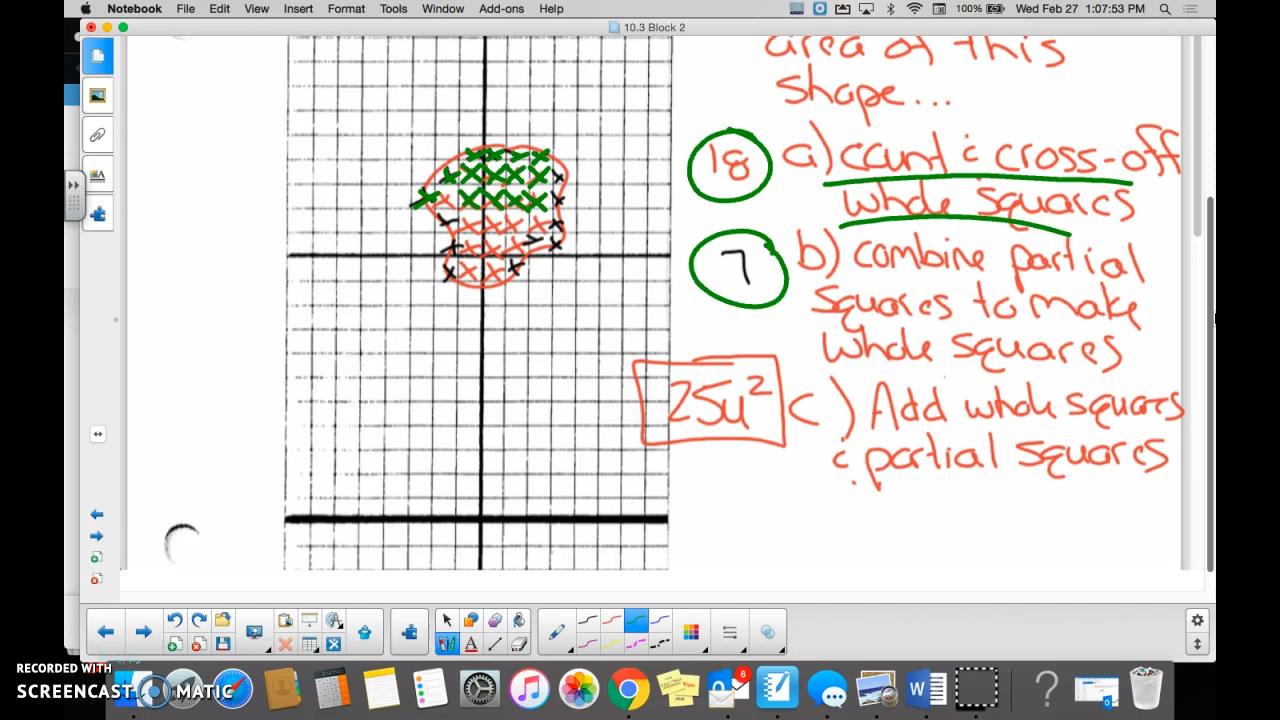 Notebook File Edit View Insert Format Tools Window Add-ons Help 100% Wed Feb 27 1:07:53 PM
10.3 Block 2
area of this
shape...
18 a) count & cross-off
whole squares
7 b) combine partial
squares to make
whole squares
25u² c) Add whole squares
& partial squares
A
A
8
W
?
RECORDED WITH
SCREENCAST MATIC